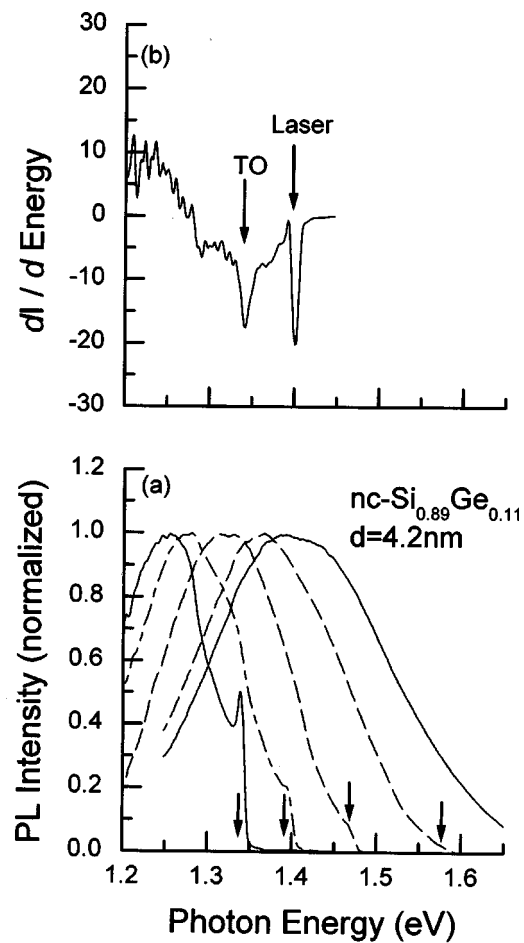 30
(b)
20
Laser
10
TO
0
-10
-20
-30
dI / d Energy
1.2
(a)
nc-Si0.89Ge0.11
d=4.2nm
1.0
0.8
0.6
0.4
0.2
0.0
PL Intensity (normalized)
1.2 1.3 1.4 1.5 1.6
Photon Energy (eV)